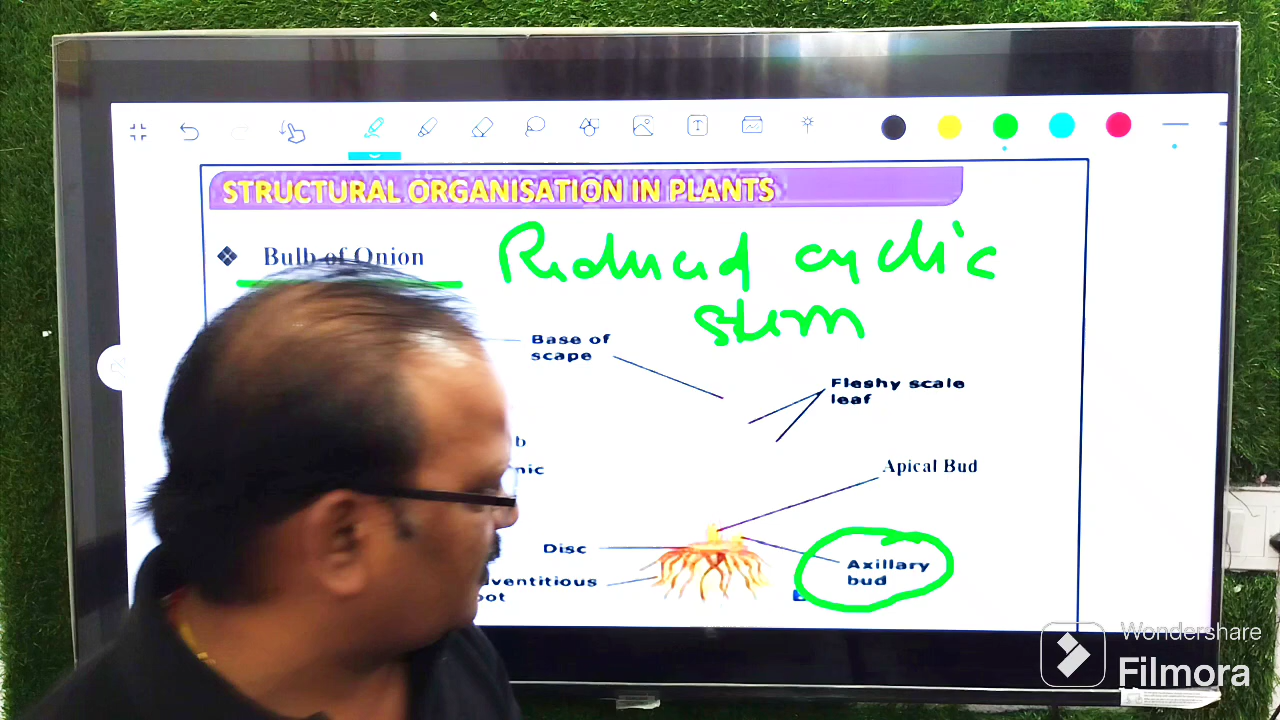 STRUCTURAL ORGANISATION IN PLANTS
Bulb of Onion
Reduced cyclic
stem
Base of
scape
Fleshy scale
leaf
Apical Bud
Disc
Axillary
bud
Wondershare
Filmora